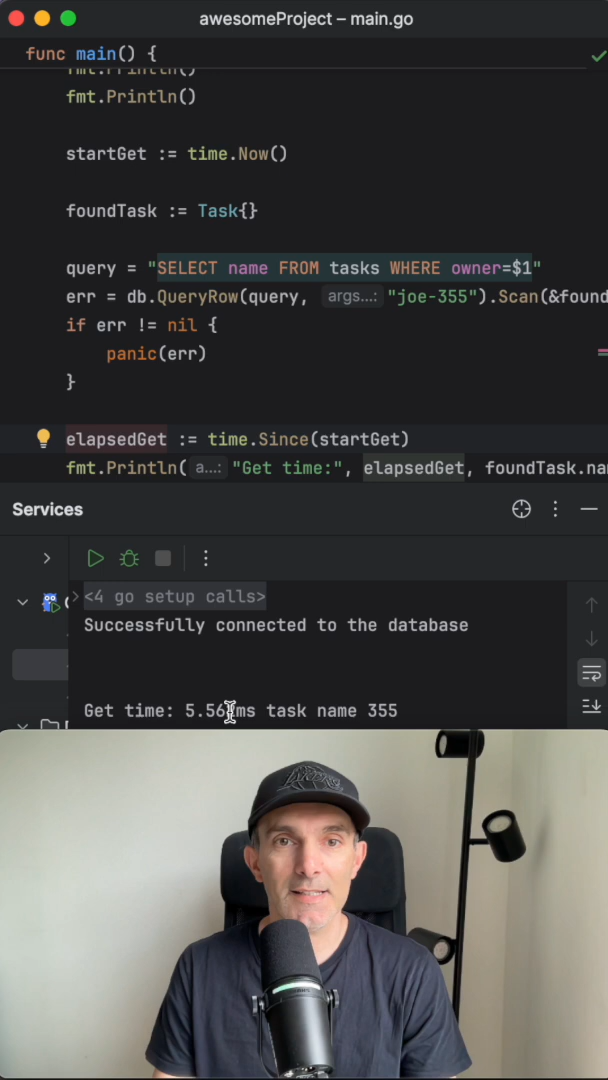 awesomeProject – main.go
func main() {
fmt.Println()
fmt.Println()
startGet := time.Now()
foundTask := Task{}
query = "SELECT name FROM tasks WHERE owner=$1"
err = db.QueryRow(query, args...: "joe-355").Scan(&found
if err != nil {
panic(err)
}
elapsedGet := time.Since(startGet)
fmt.Println( a...: "Get time:", elapsedGet, foundTask.na
Services
<4 go setup calls>
Successfully connected to the database
Get time: ms task name 355
LAKERS